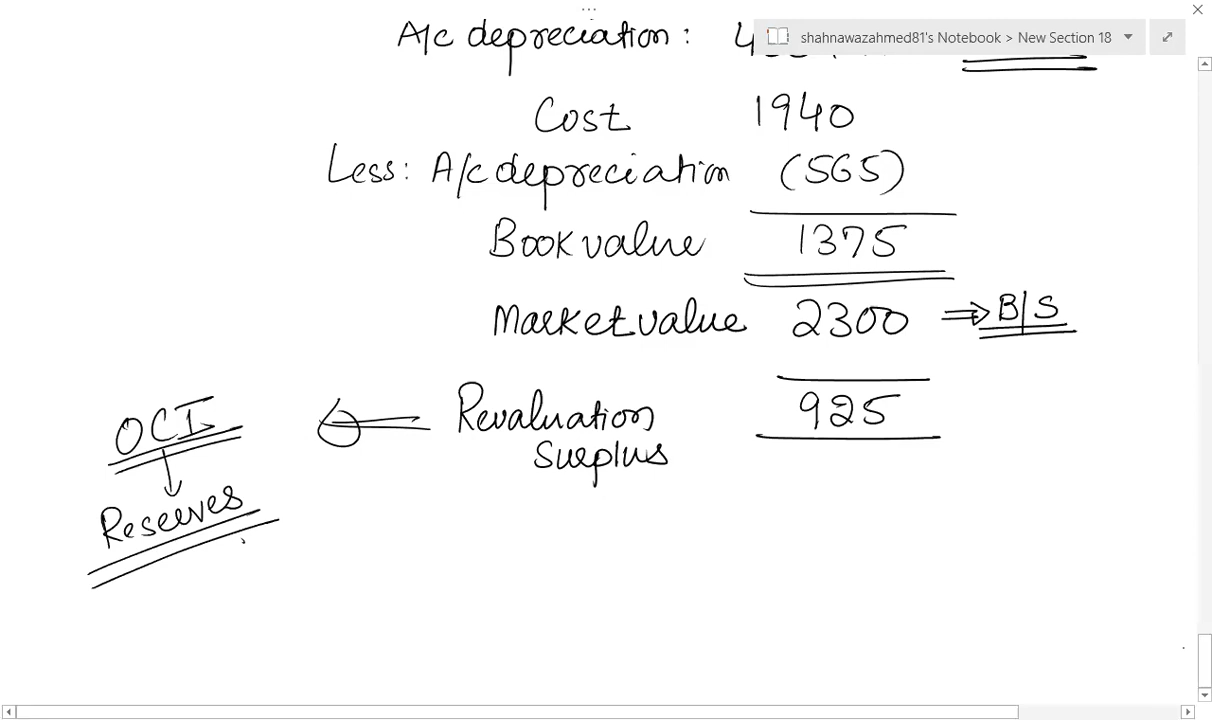 A/c depreciation :
shahnawazahmed81's Notebook > New Section 18
Cost 1940
Less: A/c depreciation (565)
Book value 1375
Market value 2300 ⇒ B/S
Revaluation 925
Surplus
OCI
Reserves